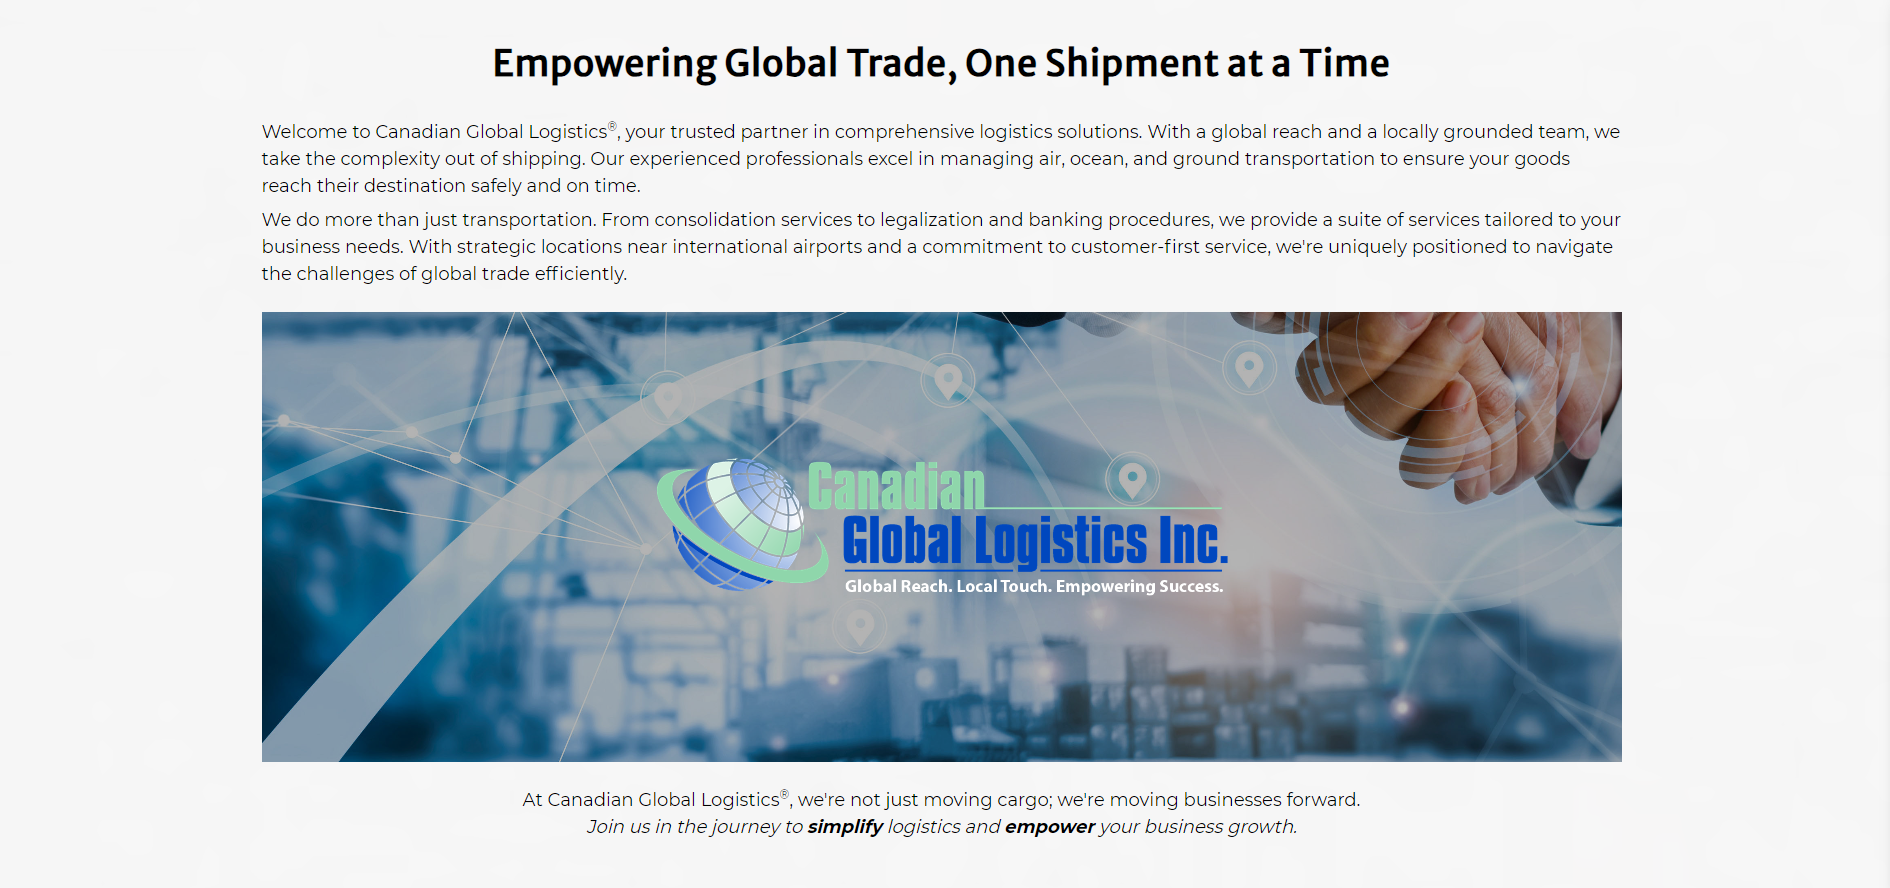 Empowering Global Trade, One Shipment at a Time
Welcome to Canadian Global Logistics®, your trusted partner in comprehensive logistics solutions. With a global reach and a locally grounded team, we
take the complexity out of shipping. Our experienced professionals excel in managing air, ocean, and ground transportation to ensure your goods
reach their destination safely and on time.
We do more than just transportation. From consolidation services to legalization and banking procedures, we provide a suite of services tailored to your
business needs. With strategic locations near international airports and a commitment to customer-first service, we're uniquely positioned to navigate
the challenges of global trade efficiently.
Canadian
Global Logistics Inc.
Global Reach. Local Touch. Empowering Success.
At Canadian Global Logistics®, we're not just moving cargo; we're moving businesses forward.
Join us in the journey to simplify logistics and empower your business growth.